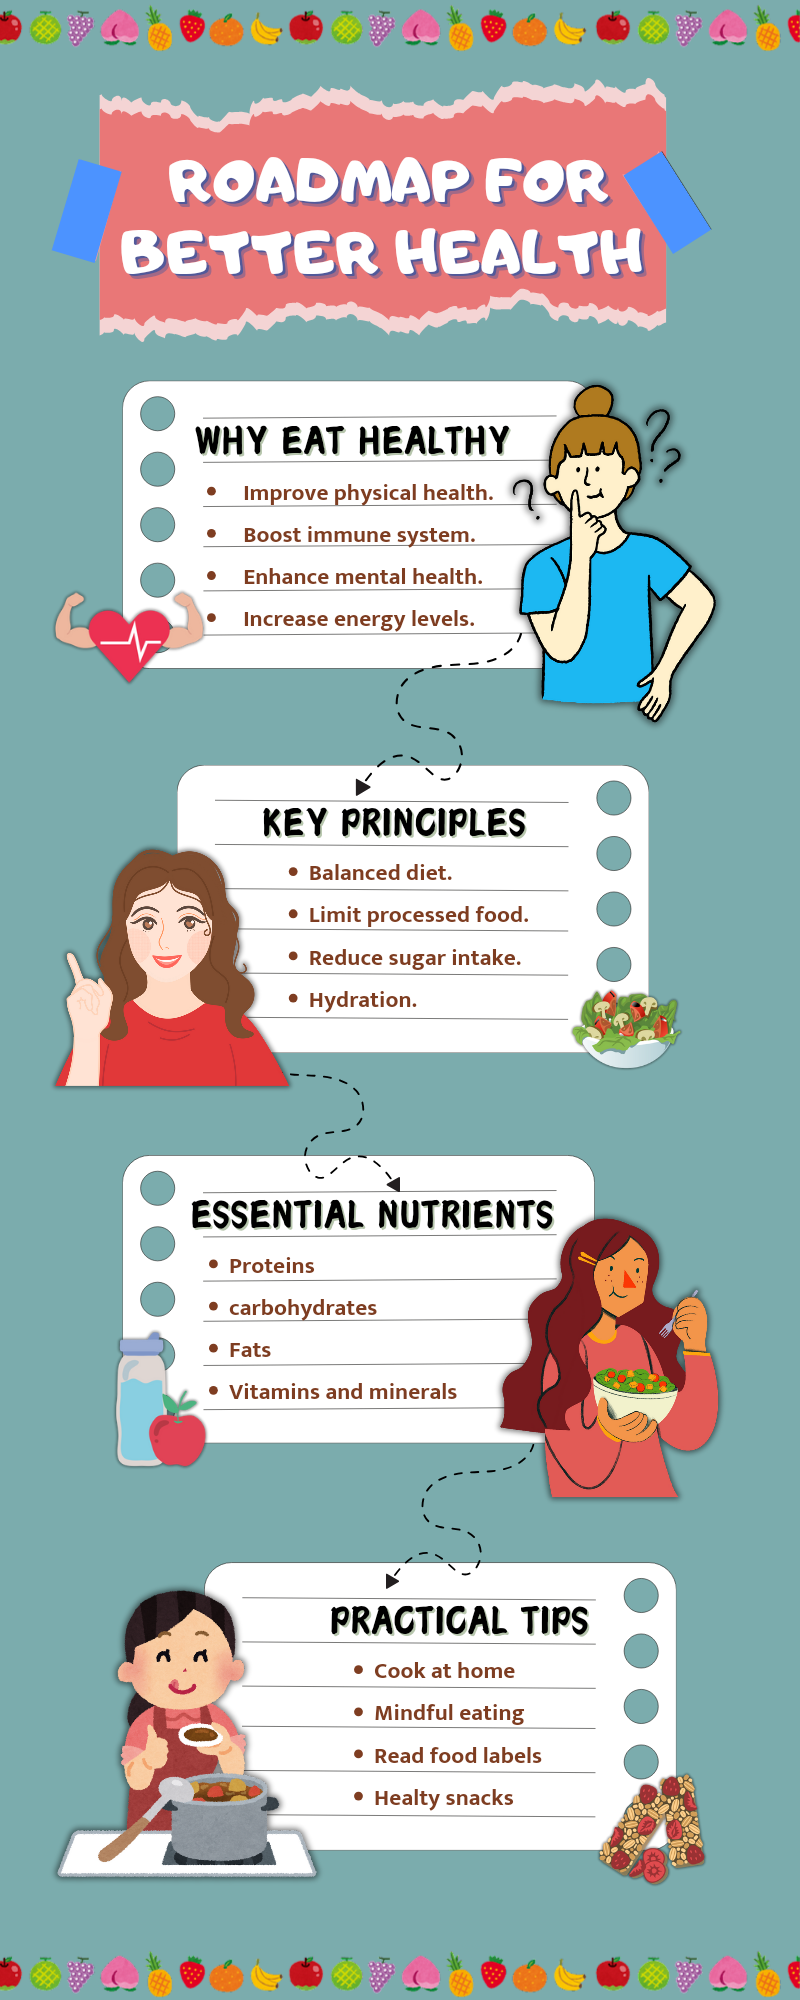 ROADMAP FOR
BETTER HEALTH
WHY EAT HEALTHY
• Improve physical health.
• Boost immune system.
• Enhance mental health.
• Increase energy levels.
KEY PRINCIPLES
• Balanced diet.
• Limit processed food.
• Reduce sugar intake.
• Hydration.
ESSENTIAL NUTRIENTS
• Proteins
• carbohydrates
• Fats
• Vitamins and minerals
PRACTICAL TIPS
• Cook at home
• Mindful eating
• Read food labels
• Healty snacks